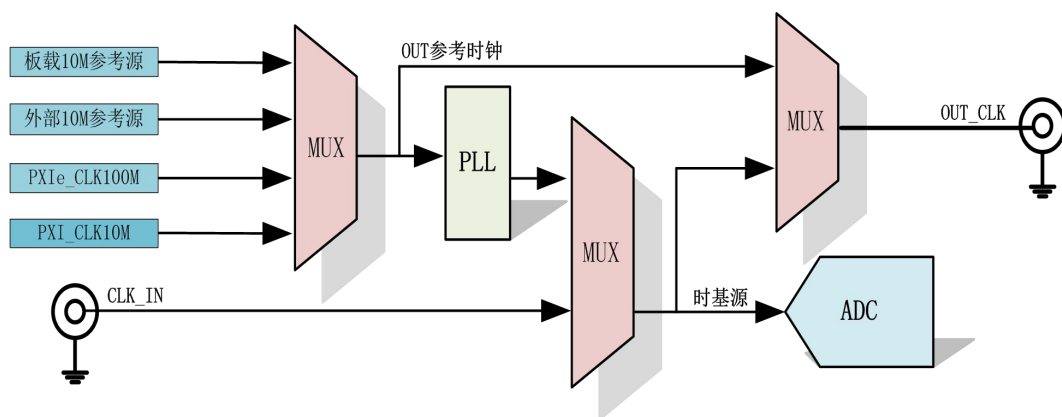 板载10M参考源
外部10M参考源
PXIe_CLK100M
PXI_CLK10M
CLK_IN
MUX
OUT参考时钟
PLL
MUX
时基源
MUX
ADC
OUT_CLK